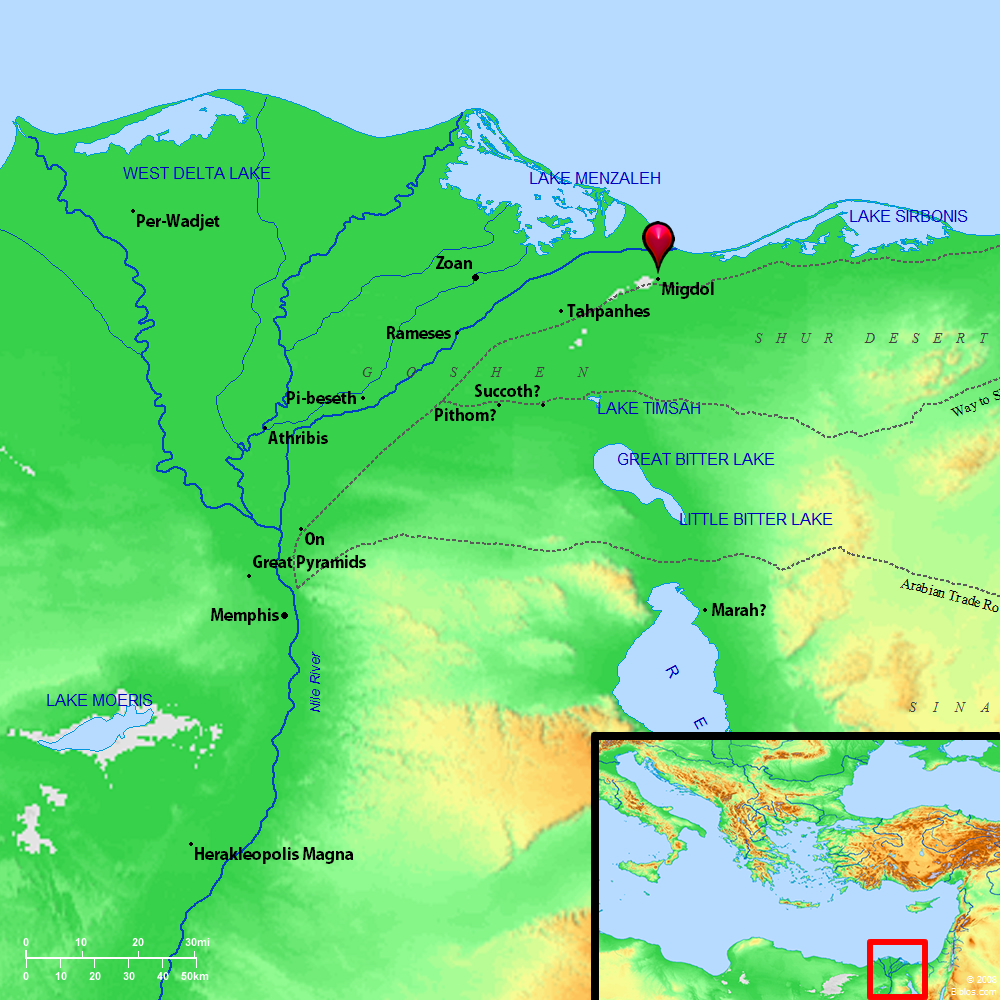 WEST DELTA LAKE
LAKE MENZALEH
Per-Wadjet
LAKE SIRBONIS
Zoan
Migdol
Tahpanhes
Rameses
SHUR DESERT
GOSHEN
Pi-beseth
Succoth?
Pithom?
LAKE TIMSAH
Way to S
Athribis
GREAT BITTER LAKE
LITTLE BITTER LAKE
On
Great Pyramids
Arabian Trade Ro
Memphis
Marah?
Nile River
R E
LAKE MOERIS
SINA
Herakleopolis Magna
0 10 20 30mi
0 10 20 30 40 50km
Bibles.com